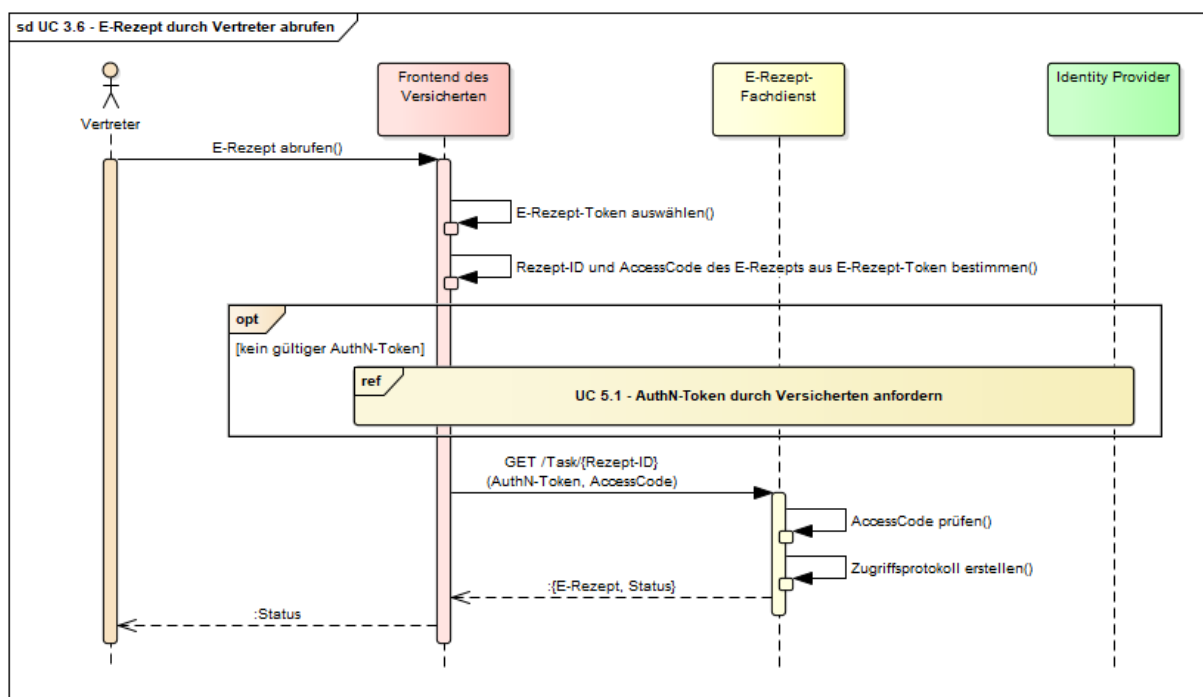 sd UC 3.6 - E-Rezept durch Vertreter abrufen
Vertreter
Frontend des
Versicherten
E-Rezept-
Fachdienst
Identity Provider
E-Rezept abrufen()
E-Rezept-Token auswählen()
Rezept-ID und AccessCode des E-Rezepts aus E-Rezept-Token bestimmen()
opt
[kein gültiger AuthN-Token]
ref
UC 5.1 - AuthN-Token durch Versicherten anfordern
GET /Task/{Rezept-ID}
(AuthN-Token, AccessCode)
AccessCode prüfen()
Zugriffsprotokoll erstellen()
:{E-Rezept, Status}
:Status